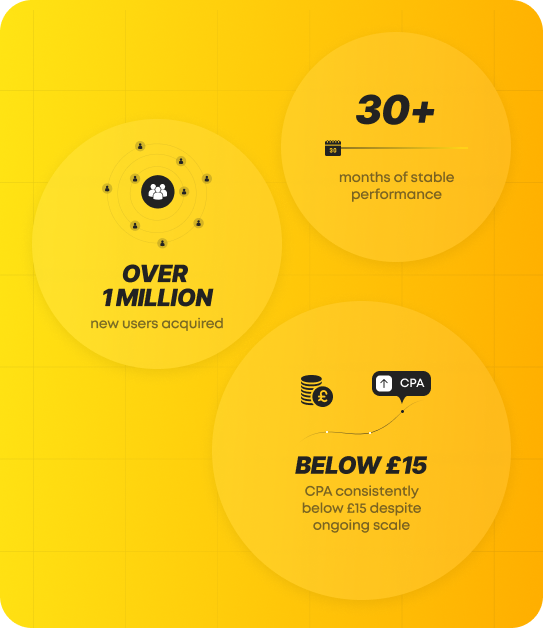 30+
30
months of stable
performance
OVER
1 MILLION
new users acquired
£
CPA
BELOW £15
CPA consistently
below £15 despite
ongoing scale